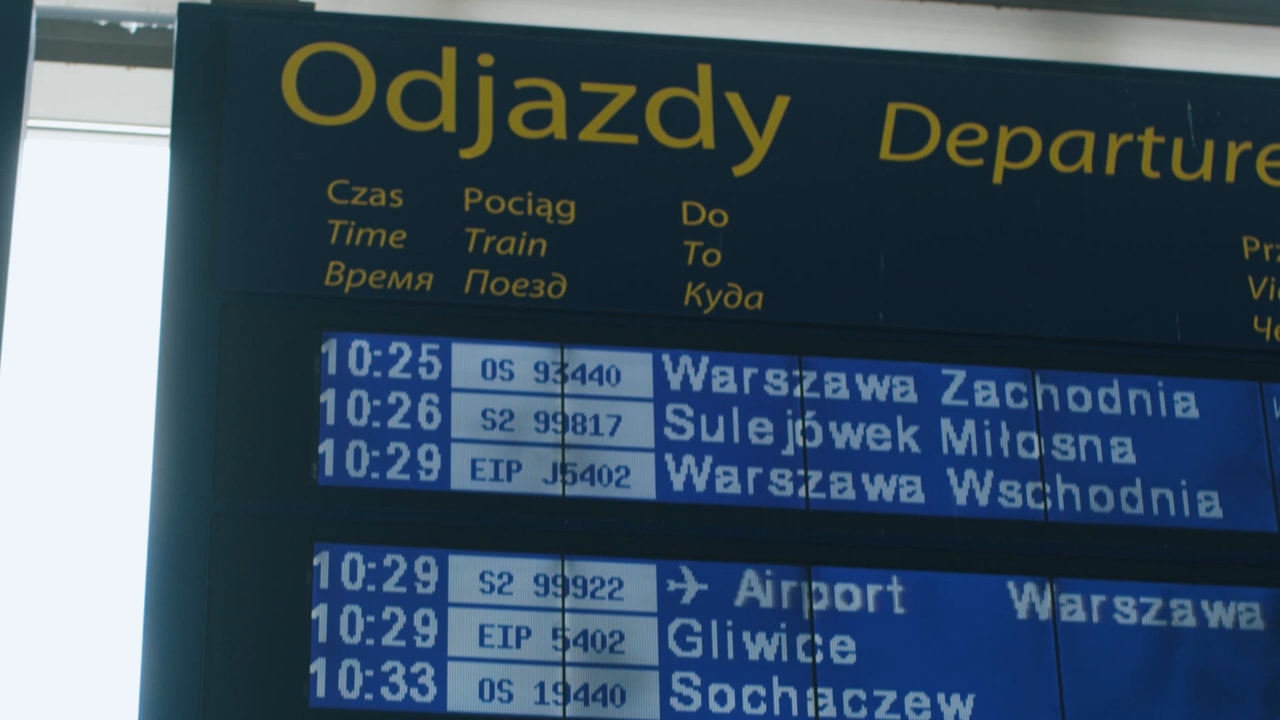 Odjazdy Departure
Czas Pociąg Do
Time Train To
Время Поезд Куда
10:25 OS 93440 Warszawa Zachodnia
10:26 S2 99817 Sulejówek Miłosna
10:29 EIP J5402 Warszawa Wschodnia
10:29 S2 99922 Airport Warszawa
10:29 EIP 5402 Gliwice
10:33 OS 19440 Sochaczew